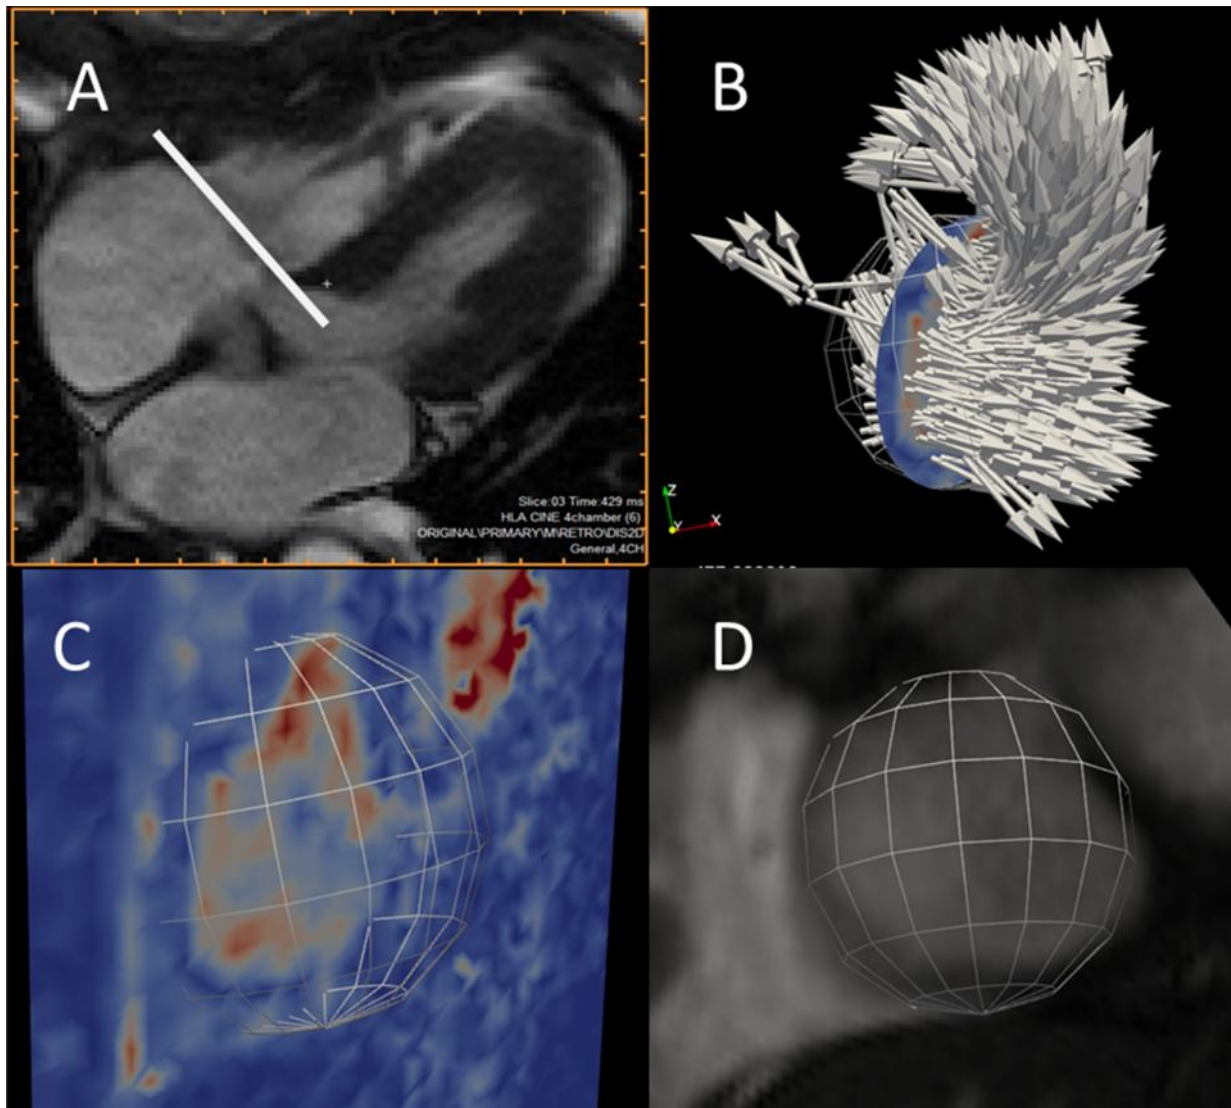 A
B
Slice:03 Time:429 ms
HLA CINE 4chamber (6)
ORIGINAL\PRIMARY\M\RETRO\DIS2D
General,4CH
Z
Y
X
C
D